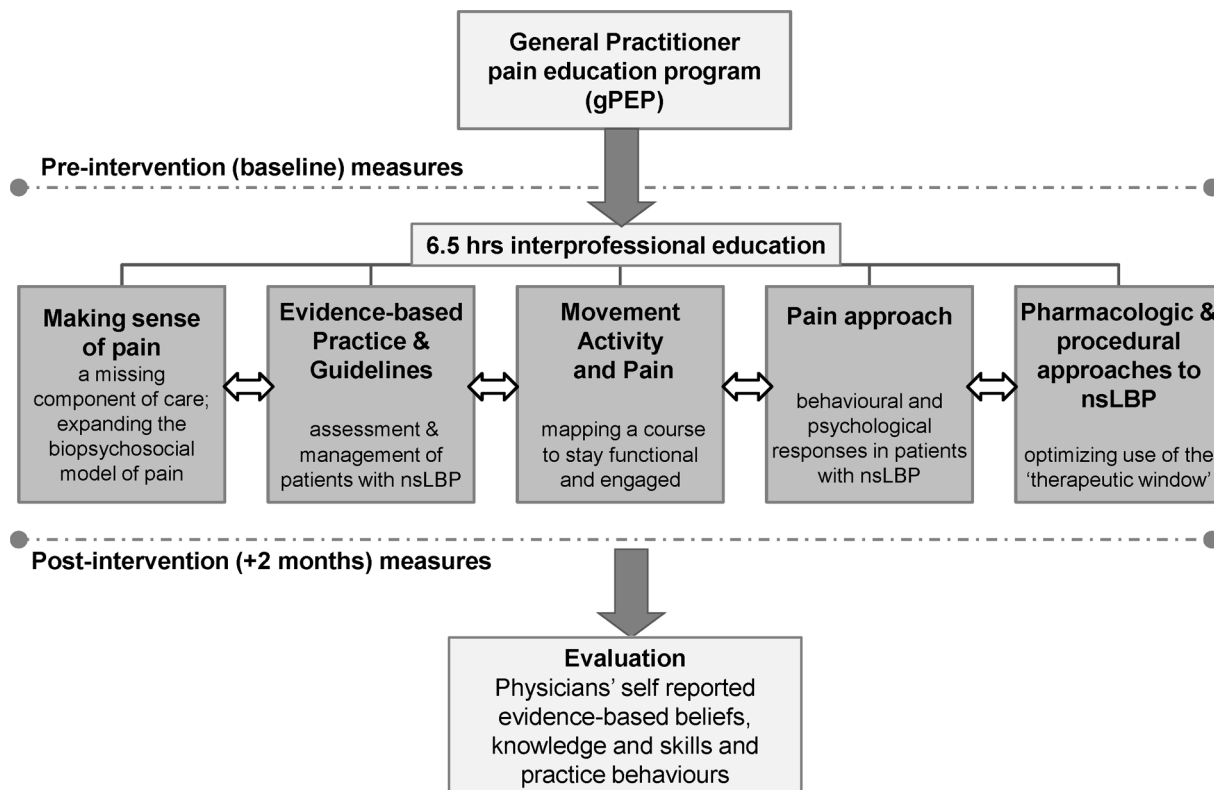 General Practitioner
pain education program
(gPEP)
Pre-intervention (baseline) measures
6.5 hrs interprofessional education
Making sense
of pain
a missing
component of care;
expanding the
biopsychosocial
model of pain
Evidence-based
Practice &
Guidelines
assessment &
management of
patients with nsLBP
Movement
Activity
and Pain
mapping a course
to stay functional
and engaged
Pain approach
behavioural and
psychological
responses in patients
with nsLBP
Pharmacologic &
procedural
approaches to
nsLBP
optimizing use of the
‘therapeutic window’
Post-intervention (+2 months) measures
Evaluation
Physicians’ self reported
evidence-based beliefs,
knowledge and skills and
practice behaviours